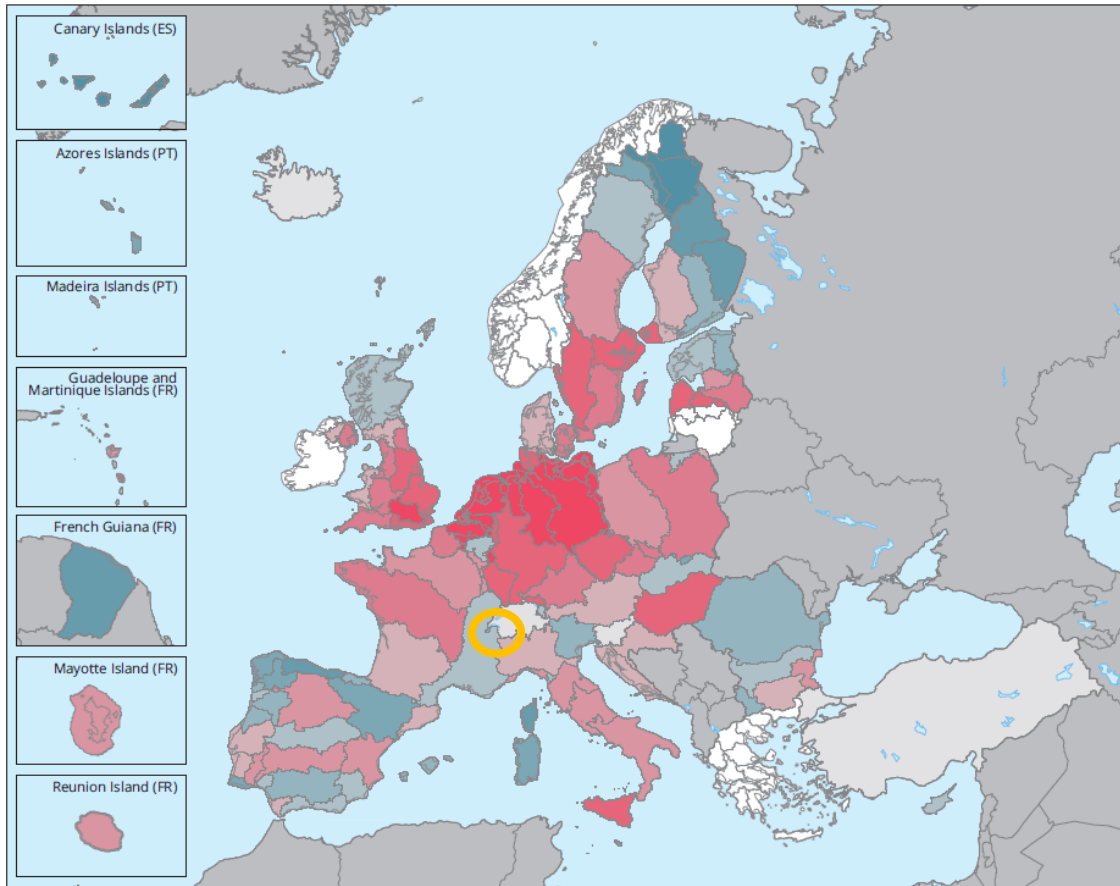 Canary Islands (ES)
Azores Islands (PT)
Madeira Islands (PT)
Guadeloupe and
Martinique Islands (FR)
French Guiana (FR)
Mayotte Island (FR)
Reunion Island (FR)